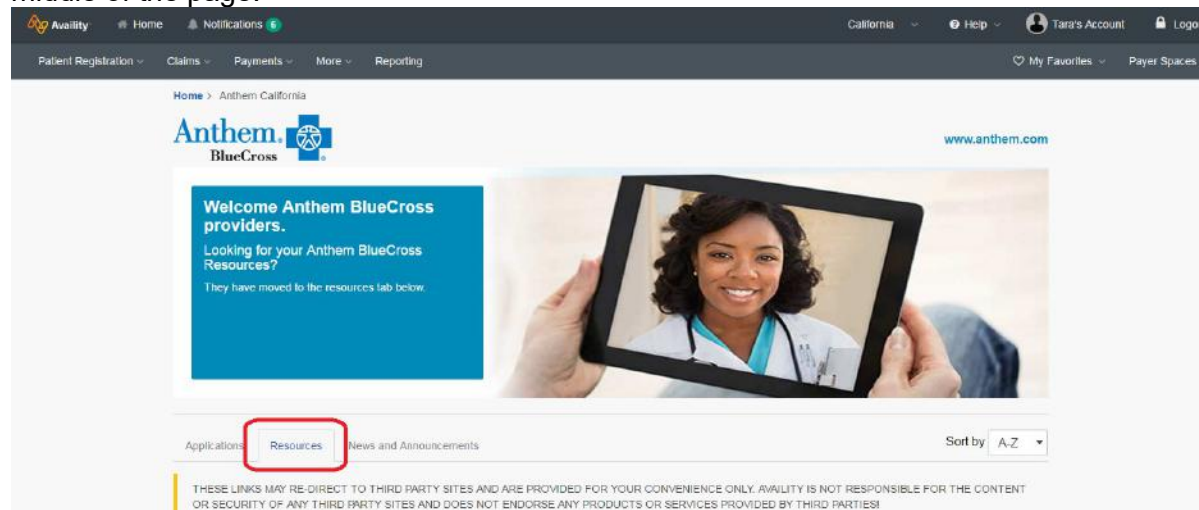 middle of the page.
Availity Home Notifications 6 California Help Tara's Account Logo
Patient Registration Claims Payments More Reporting My Favorites Payer Spaces
Home > Anthem California
Anthem.
BlueCross
www.anthem.com
Welcome Anthem BlueCross
providers.
Looking for your Anthem BlueCross
Resources?
They have moved to the resources tab below.
Applications Resources News and Announcements Sort by A-Z
THESE LINKS MAY RE-DIRECT TO THIRD PARTY SITES AND ARE PROVIDED FOR YOUR CONVENIENCE ONLY. AVAILITY IS NOT RESPONSIBLE FOR THE CONTENT
OR SECURITY OF ANY THIRD PARTY SITES AND DOES NOT ENDORSE ANY PRODUCTS OR SERVICES PROVIDED BY THIRD PARTIES!